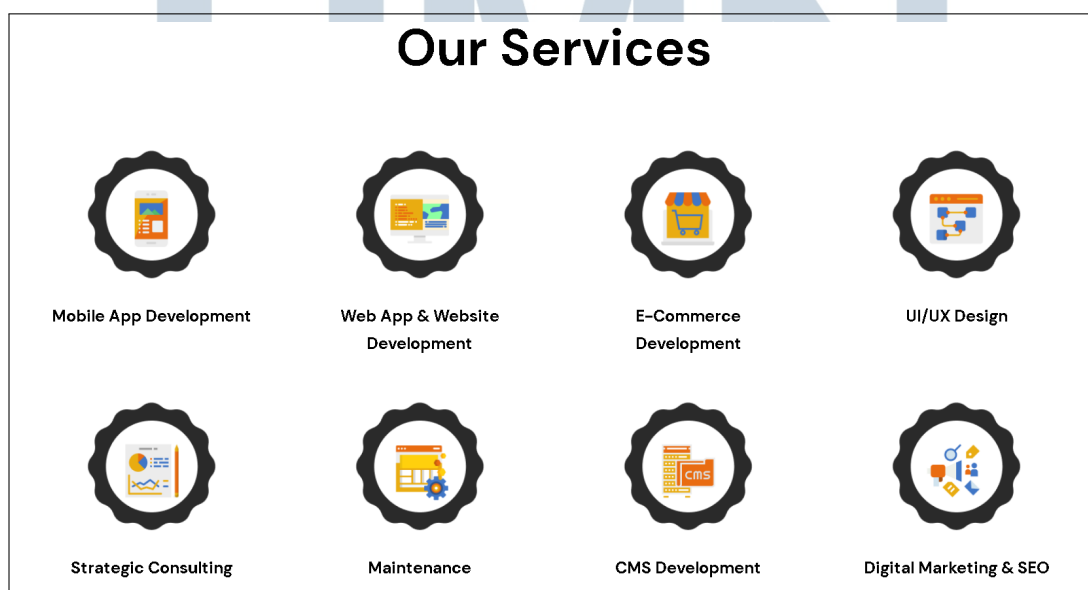 Our Services
Mobile App Development
Web App & Website
Development
E-Commerce
Development
UI/UX Design
Strategic Consulting
Maintenance
CMS
CMS Development
Digital Marketing & SEO